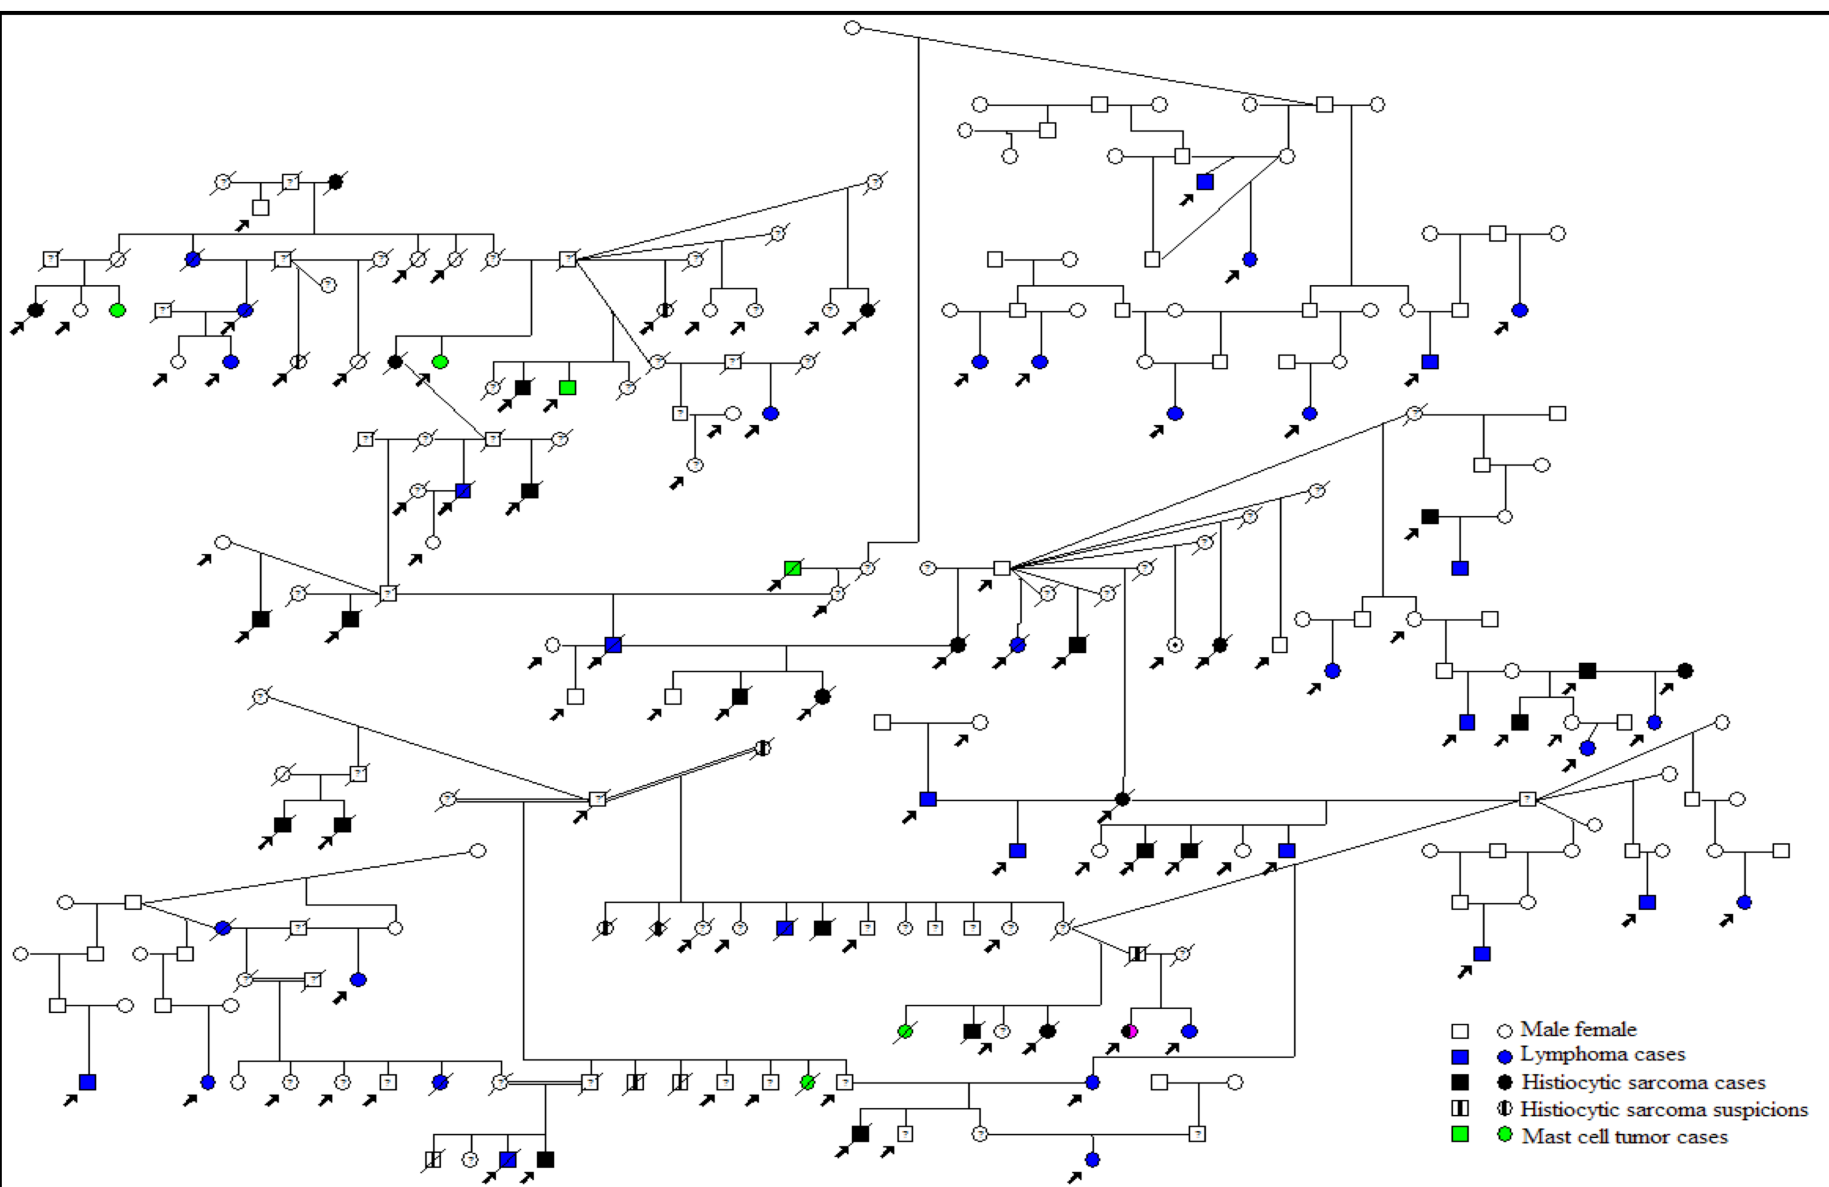 Male female
Lymphoma cases
Histiocytic sarcoma cases
Histiocytic sarcoma suspicions
Mast cell tumor cases